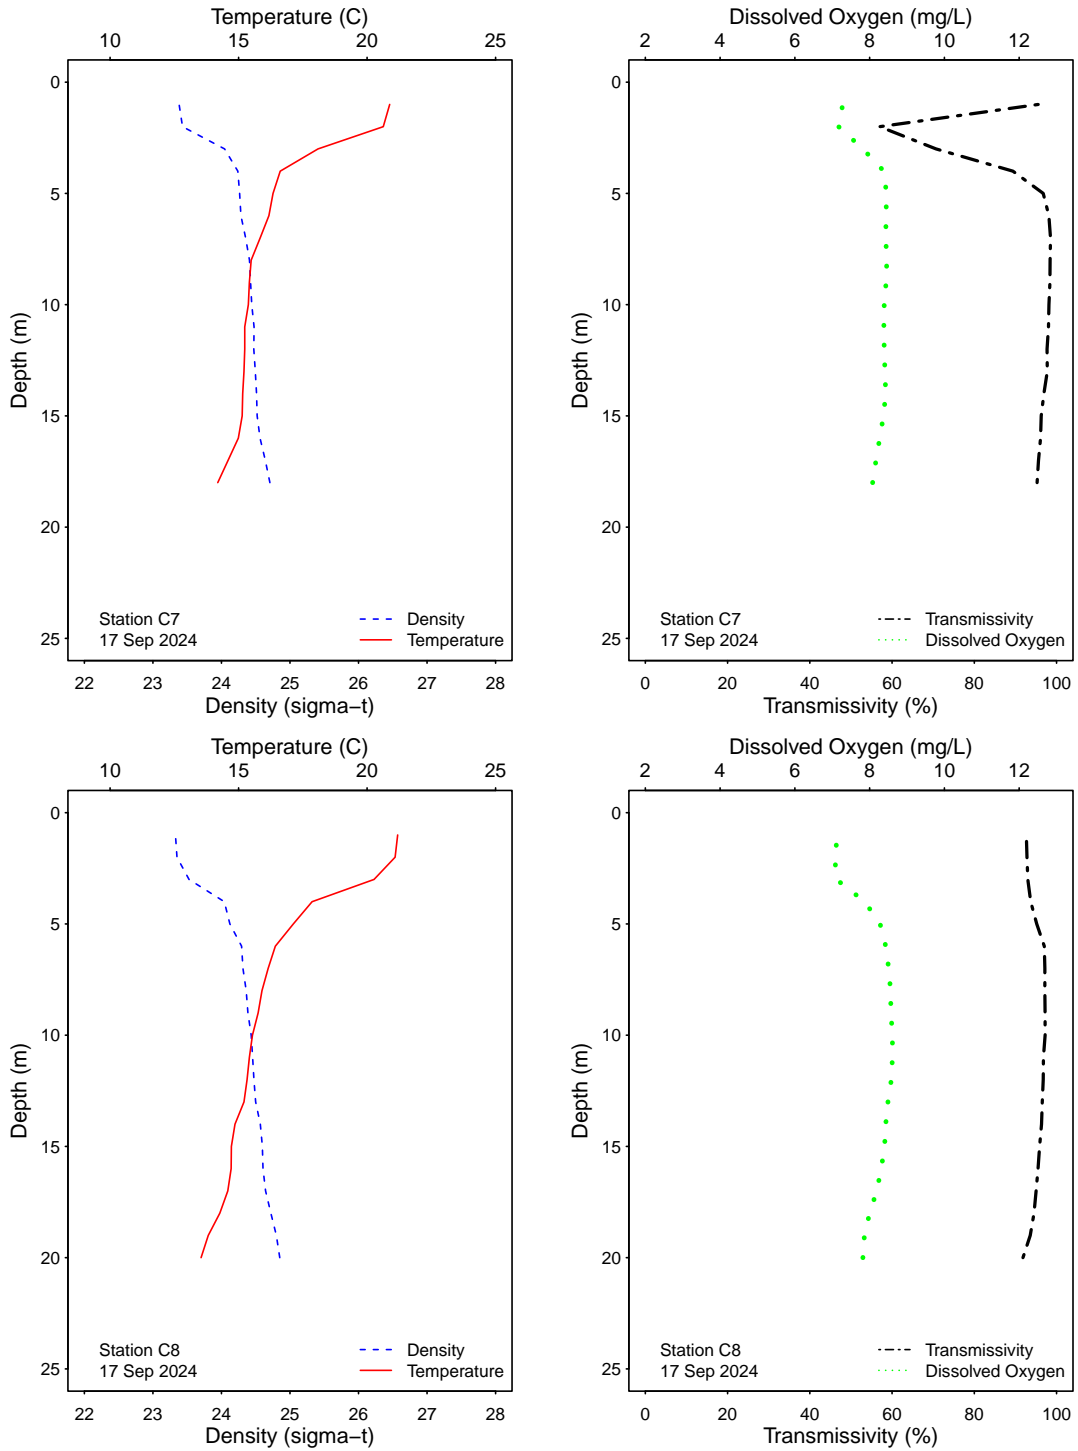 Temperature (C)
10 15 20 25
0
5
10
15
20
25
Depth (m)
Station C7
17 Sep 2024
Density
Temperature
22 23 24 25 26 27 28
Density (sigma−t)
Dissolved Oxygen (mg/L)
2 4 6 8 10 12
0
5
10
15
20
25
Depth (m)
Station C7
17 Sep 2024
Transmissivity
Dissolved Oxygen
0 20 40 60 80 100
Transmissivity (%)
Temperature (C)
10 15 20 25
0
5
10
15
20
25
Depth (m)
Station C8
17 Sep 2024
Density
Temperature
22 23 24 25 26 27 28
Density (sigma−t)
Dissolved Oxygen (mg/L)
2 4 6 8 10 12
0
5
10
15
20
25
Depth (m)
Station C8
17 Sep 2024
Transmissivity
Dissolved Oxygen
0 20 40 60 80 100
Transmissivity (%)